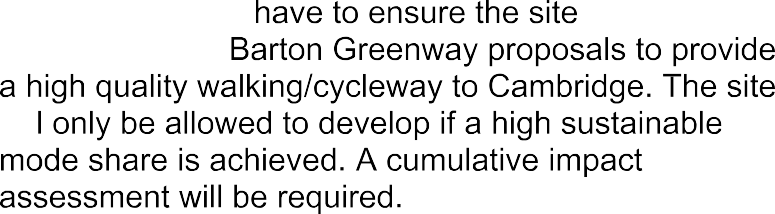 have to ensure the site
Barton Greenway proposals to provide
a high quality walking/cycleway to Cambridge. The site
l only be allowed to develop if a high sustainable
mode share is achieved. A cumulative impact
assessment will be required.